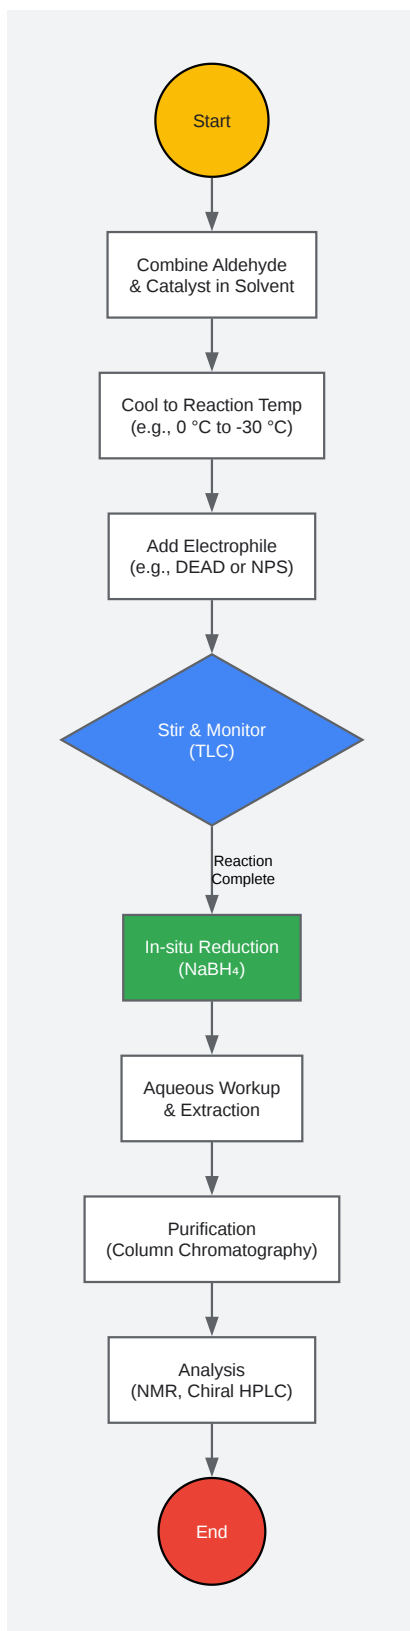 Start
Combine Aldehyde
& Catalyst in Solvent
Cool to Reaction Temp
(e.g., 0 °C to -30 °C)
Add Electrophile
(e.g., DEAD or NPS)
Stir & Monitor
(TLC)
Reaction
Complete
In-situ Reduction
(NaBH₄)
Aqueous Workup
& Extraction
Purification
(Column Chromatography)
Analysis
(NMR, Chiral HPLC)
End